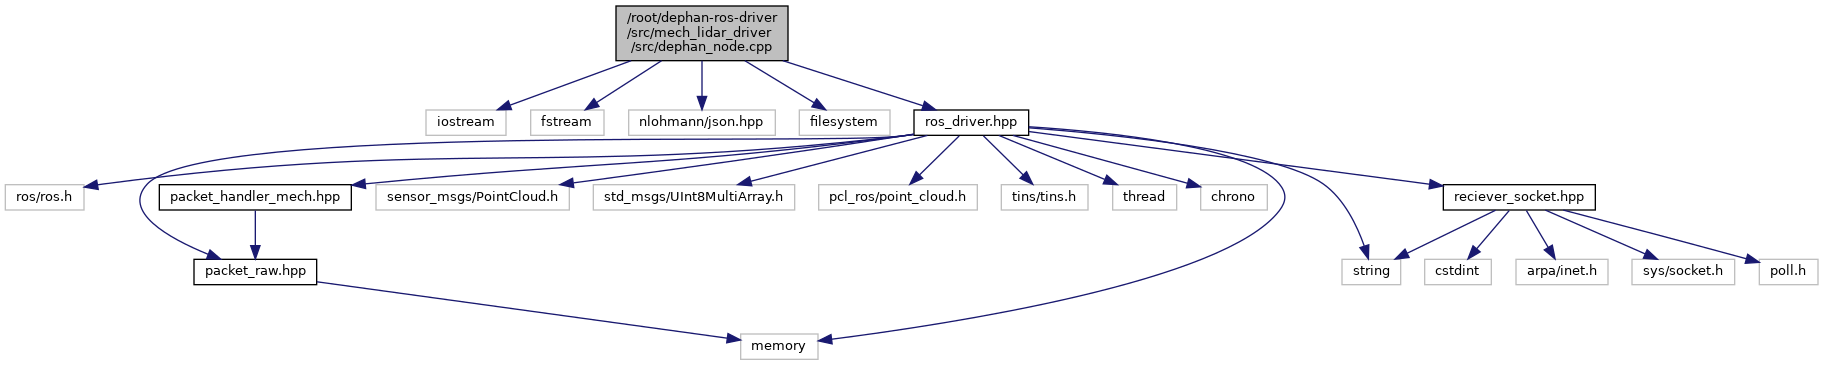 /root/dephan-ros-driver
/src/mech_lidar_driver
/src/dephan_node.cpp
iostream
fstream
nlohmann/json.hpp
filesystem
ros_driver.hpp
ros/ros.h
packet_handler_mech.hpp
sensor_msgs/PointCloud.h
std_msgs/UInt8MultiArray.h
pcl_ros/point_cloud.h
tins/tins.h
thread
chrono
reciever_socket.hpp
packet_raw.hpp
string
cstdint
arpa/inet.h
sys/socket.h
poll.h
memory